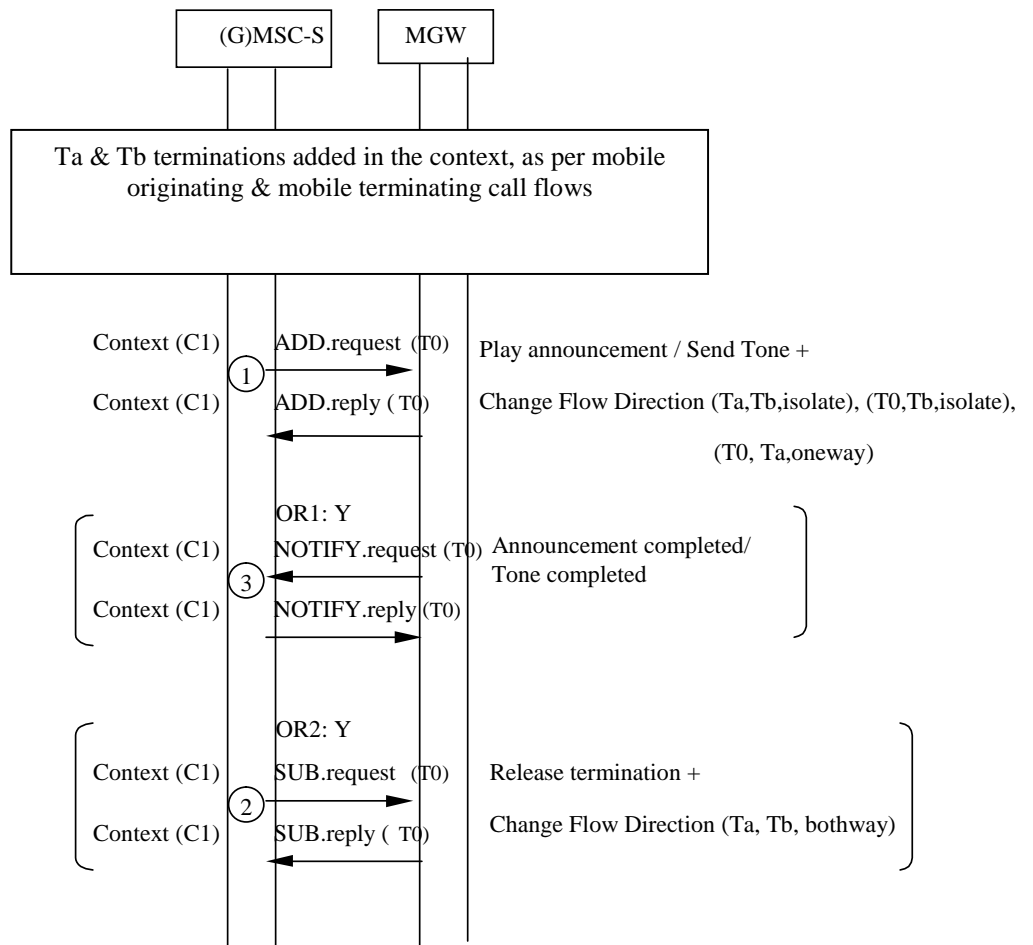 (G)MSC-S MGW
Ta & Tb terminations added in the context, as per mobile
originating & mobile terminating call flows
Context (C1) ADD.request (T0) Play announcement / Send Tone +
1
Context (C1) ADD.reply ( T0) Change Flow Direction (Ta,Tb,isolate), (T0,Tb,isolate),
(T0, Ta,oneway)
OR1: Y
Context (C1) NOTIFY.request (T0) Announcement completed/
3 Tone completed
Context (C1) NOTIFY.reply (T0)
OR2: Y
Context (C1) SUB.request (T0) Release termination +
2
Context (C1) SUB.reply ( T0) Change Flow Direction (Ta, Tb, bothway)